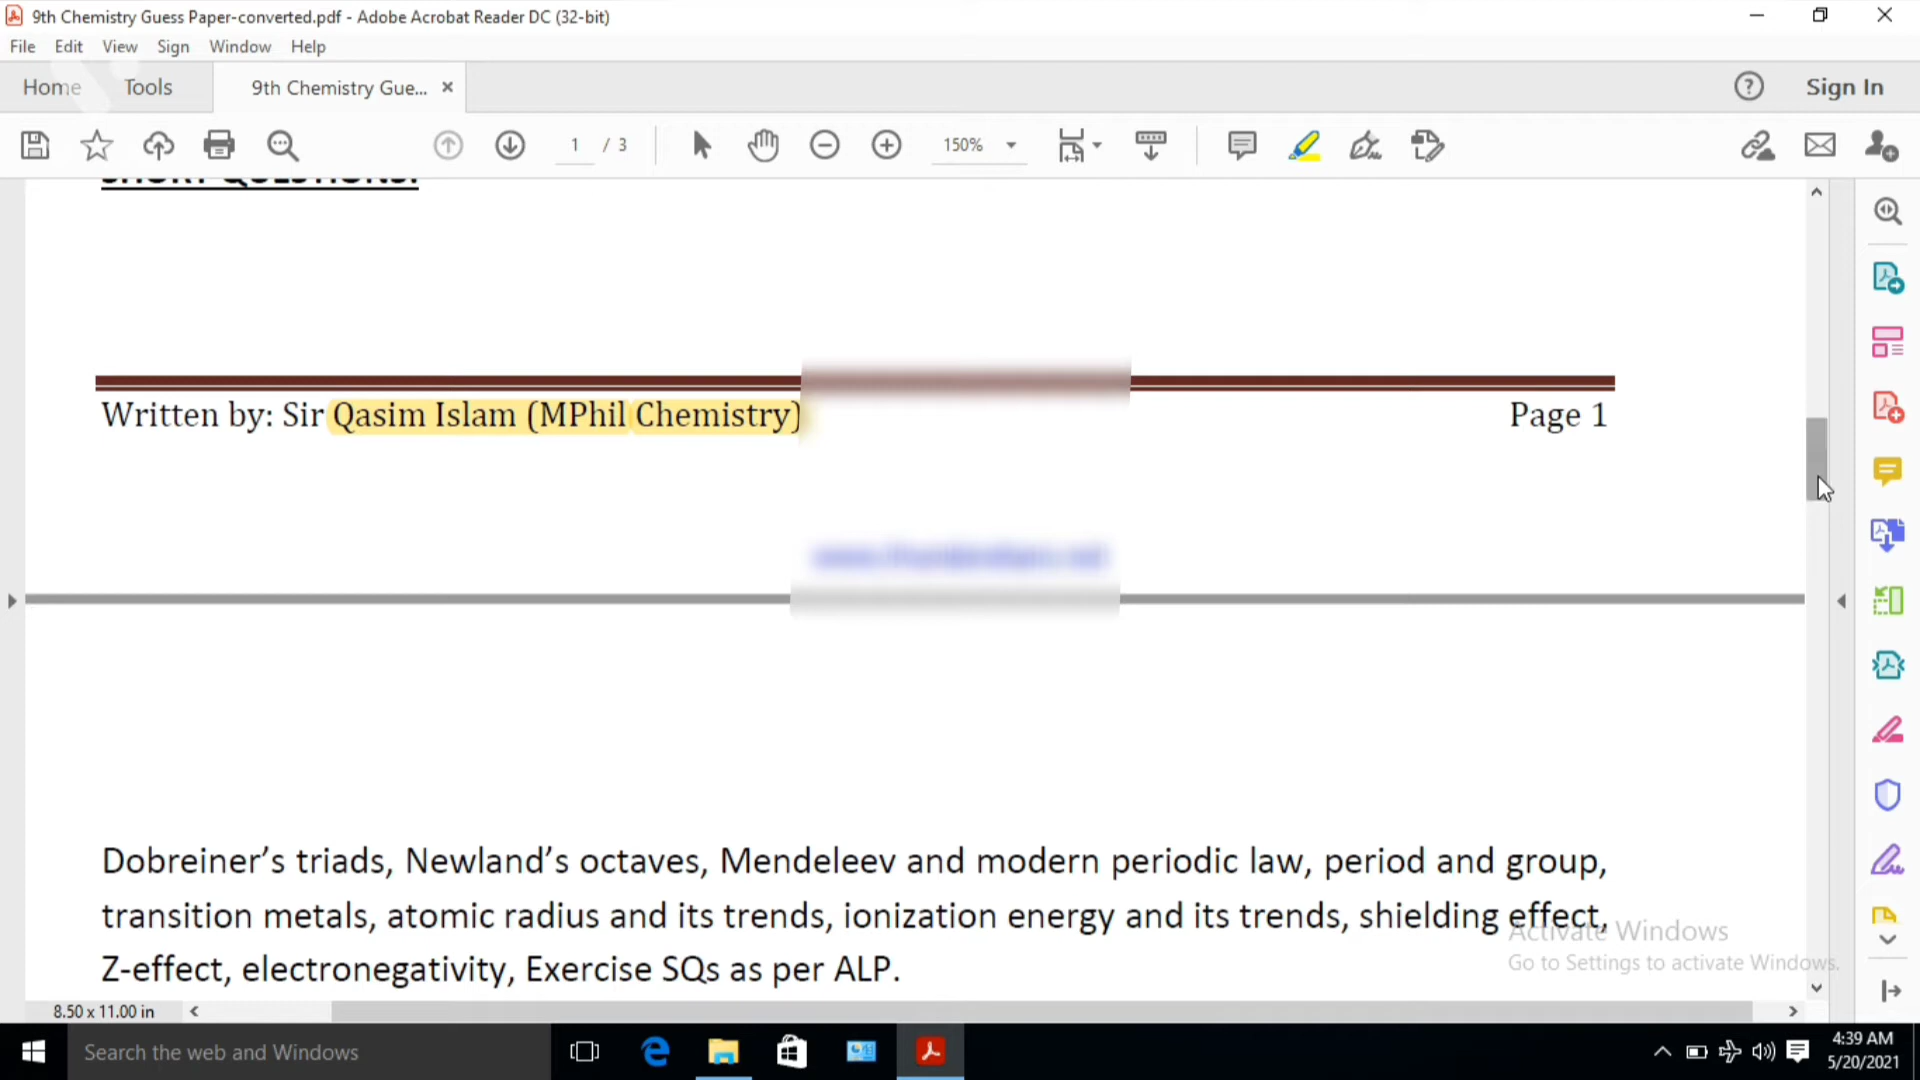 9th Chemistry Guess Paper-converted.pdf - Adobe Acrobat Reader DC (32-bit)
File Edit View Sign Window Help
Home Tools 9th Chemistry Gue... Sign In
1 / 3 150%
SHORT QUESTIONS:
Written by: Sir Qasim Islam (MPhil Chemistry) Page 1
Dobreiner’s triads, Newland’s octaves, Mendeleev and modern periodic law, period and group,
transition metals, atomic radius and its trends, ionization energy and its trends, shielding effect,
Z-effect, electronegativity, Exercise SQs as per ALP.
Activate Windows
Go to Settings to activate Windows.
8.50 x 11.00 in
Search the web and Windows
4:39 AM
5/20/2021